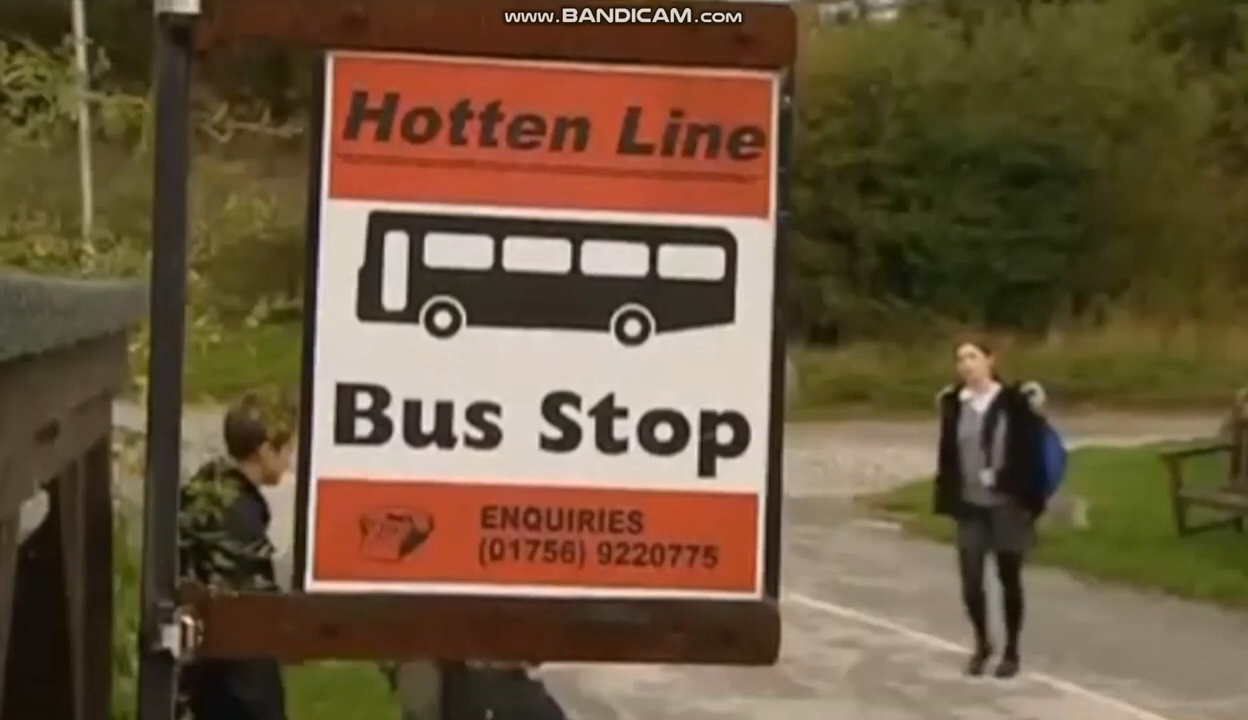 www.BANDICAM.com
Hotten Line
Bus Stop
ENQUIRIES
(01756) 9220775